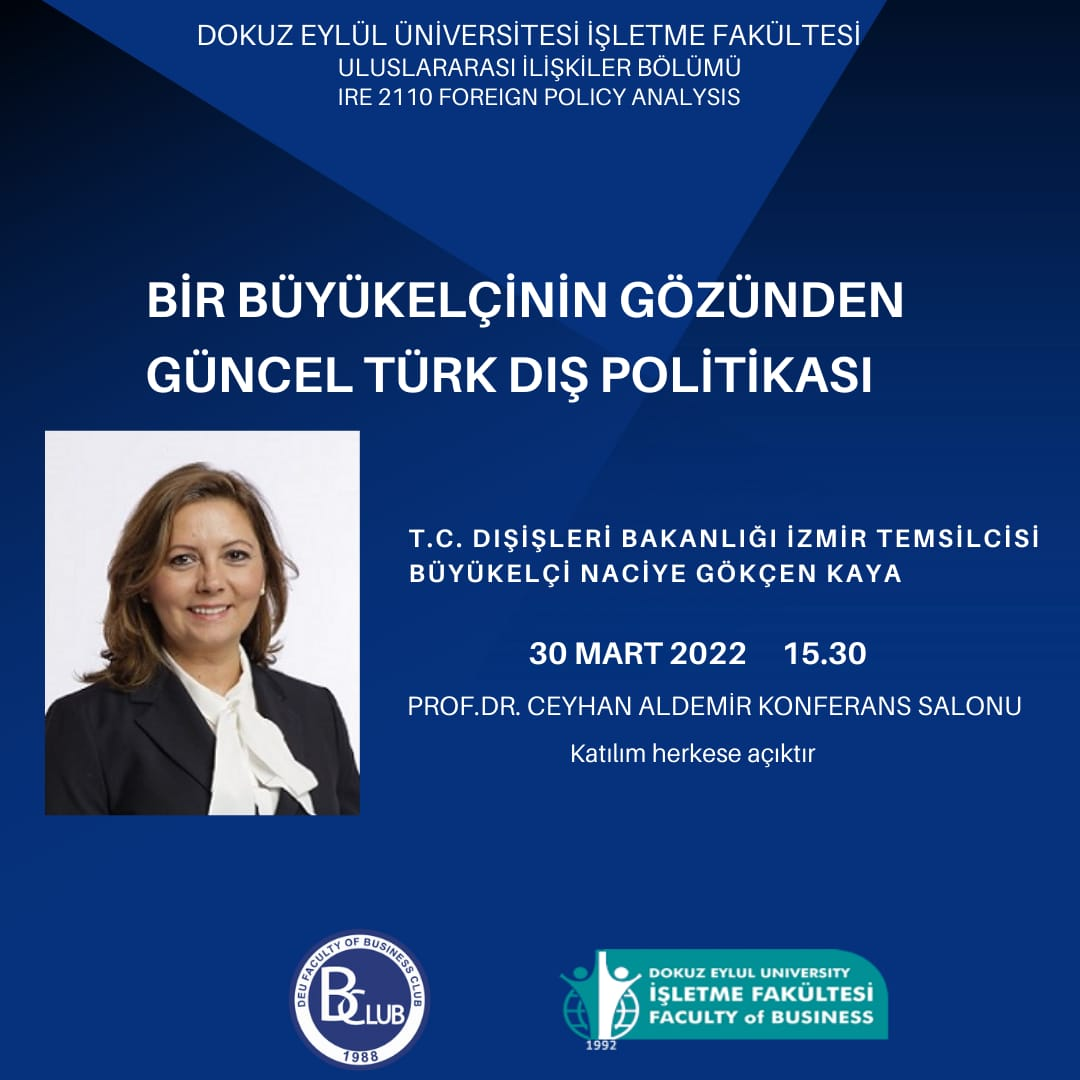 DOKUZ EYLÜL ÜNİVERSİTESİ İŞLETME FAKÜLTESİ
ULUSLARARASI İLİŞKİLER BÖLÜMÜ
IRE 2110 FOREIGN POLICY ANALYSIS
BİR BÜYÜKELÇİNİN GÖZÜNDEN
GÜNCEL TÜRK DIŞ POLİTİKASI
T.C. DIŞİŞLERİ BAKANLIĞI İZMİR TEMSİLCİSİ
BÜYÜKELÇİ NACİYE GÖKÇEN KAYA
30 MART 2022 15.30
PROF.DR. CEYHAN ALDEMİR KONFERANS SALONU
Katılım herkese açıktır
DEU FACULTY OF BUSINESS CLUB
BCLUB
1988
DOKUZ EYLUL UNIVERSITY
İŞLETME FAKÜLTESİ
FACULTY of BUSINESS
1992